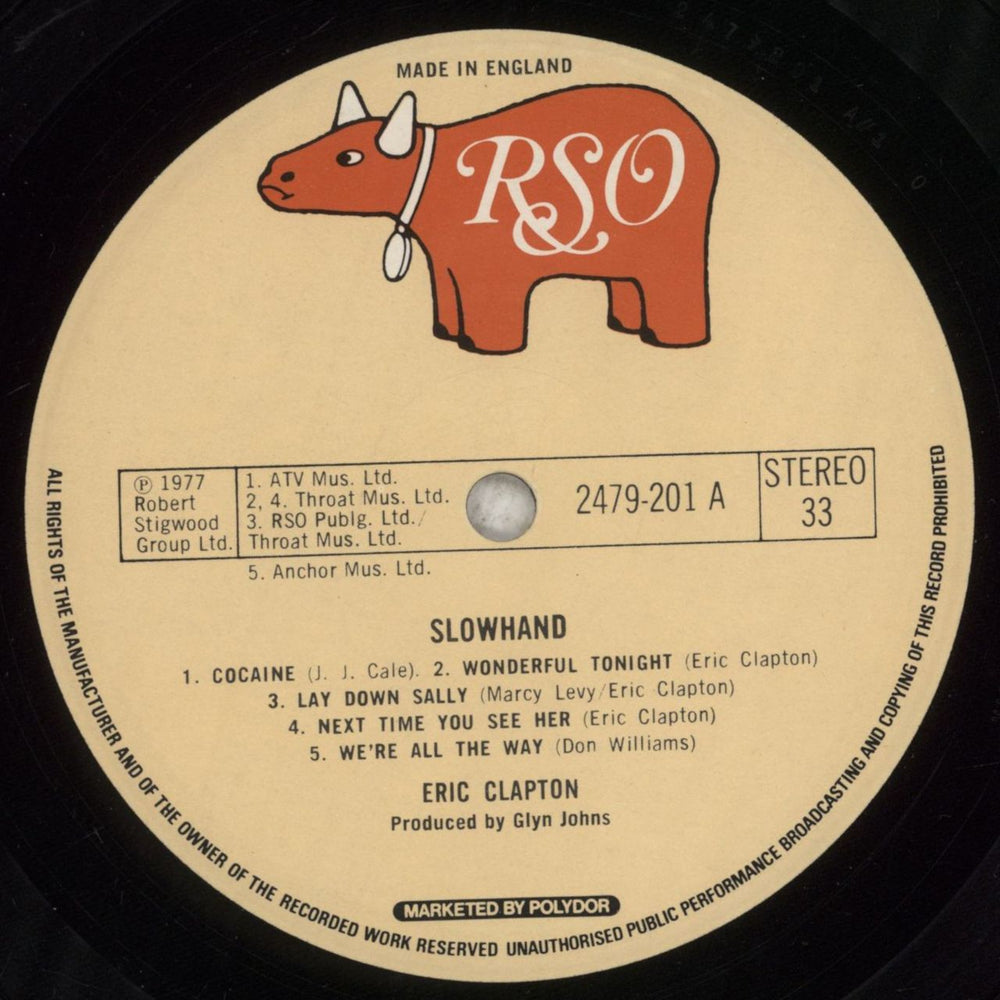 MADE IN ENGLAND
RSO
℗ 1977
Robert
Stigwood
Group Ltd.
1. ATV Mus. Ltd.
2, 4. Throat Mus. Ltd.
3. RSO Publg. Ltd./
Throat Mus. Ltd.
5. Anchor Mus. Ltd.
2479-201 A
STEREO
33
SLOWHAND
1. COCAINE (J. J. Cale). 2. WONDERFUL TONIGHT (Eric Clapton)
3. LAY DOWN SALLY (Marcy Levy/Eric Clapton)
4. NEXT TIME YOU SEE HER (Eric Clapton)
5. WE'RE ALL THE WAY (Don Williams)
ERIC CLAPTON
Produced by Glyn Johns
MARKETED BY POLYDOR
ALL RIGHTS OF THE MANUFACTURER AND OF THE OWNER OF THE RECORDED WORK RESERVED UNAUTHORISED PUBLIC PERFORMANCE BROADCASTING AND COPYING OF THIS RECORD PROHIBITED